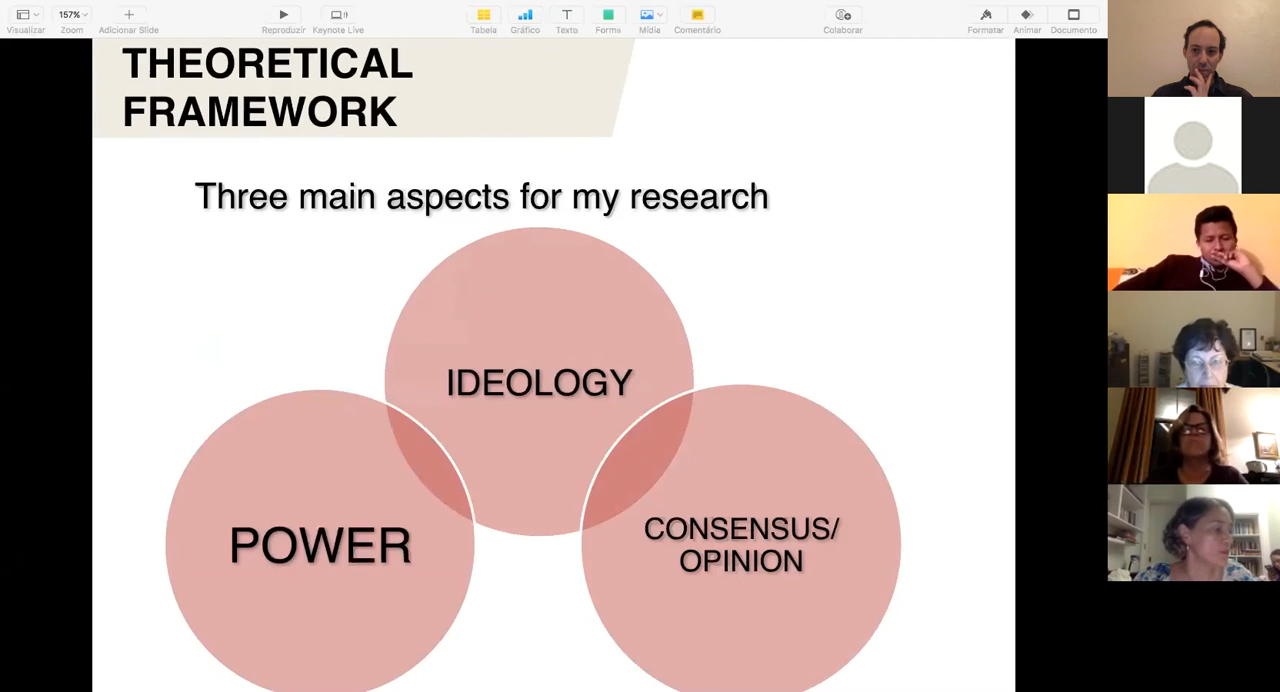 157%
Visualizar
Zoom
Adicionar Slide
Reproduzir
Keynote Live
Tabela
Gráfico
Texto
Forma
Mídia
Comentário
Colaborar
Formatar
Animar
Documento
THEORETICAL
FRAMEWORK
Three main aspects for my research
IDEOLOGY
POWER
CONSENSUS/
OPINION